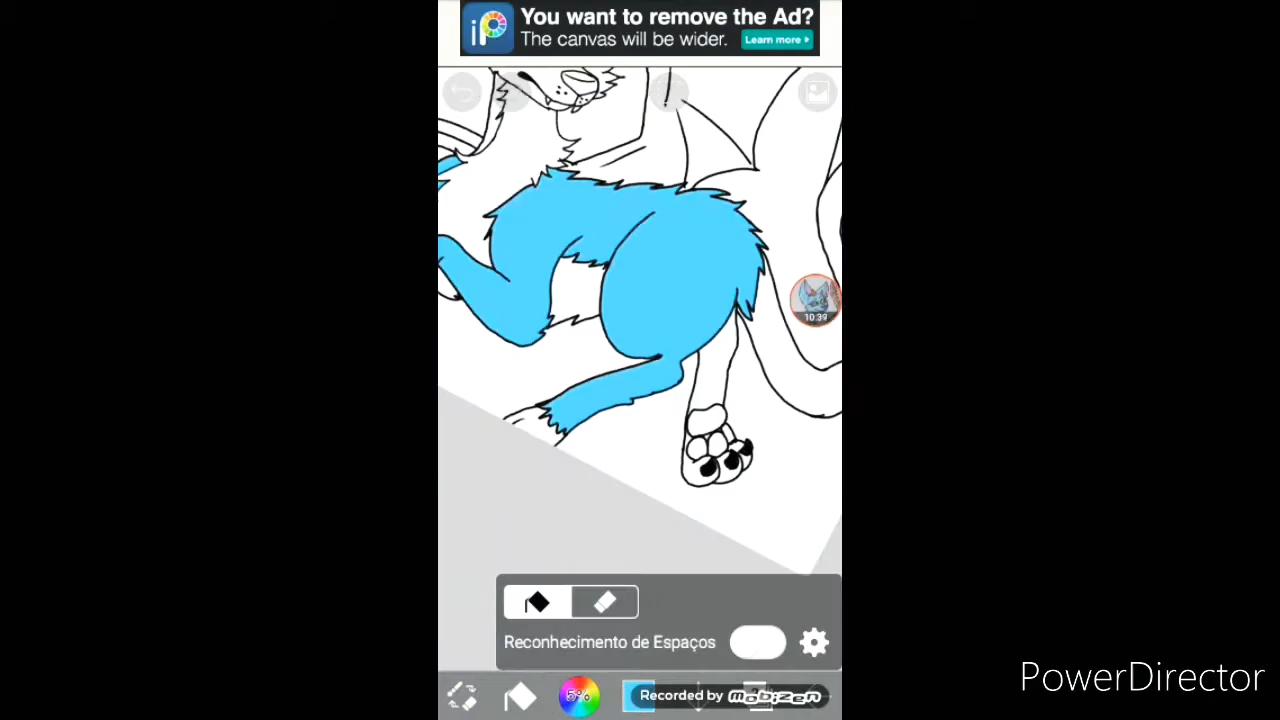 iP
You want to remove the Ad?
The canvas will be wider.
Learn more
10:39
Reconhecimento de Espaços
5%
Recorded by mobizen
PowerDirector